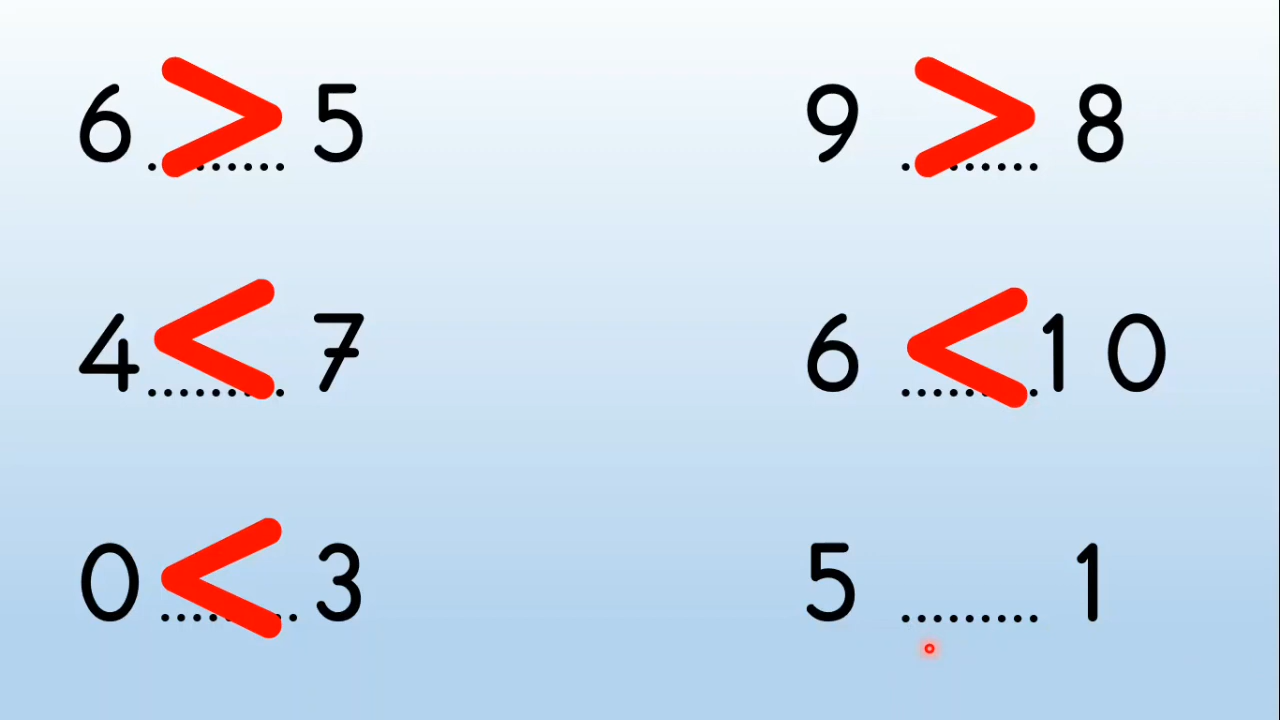 6 > 5 9 > 8
4 < 7 6 < 10
0 < 3 5 ......... 1